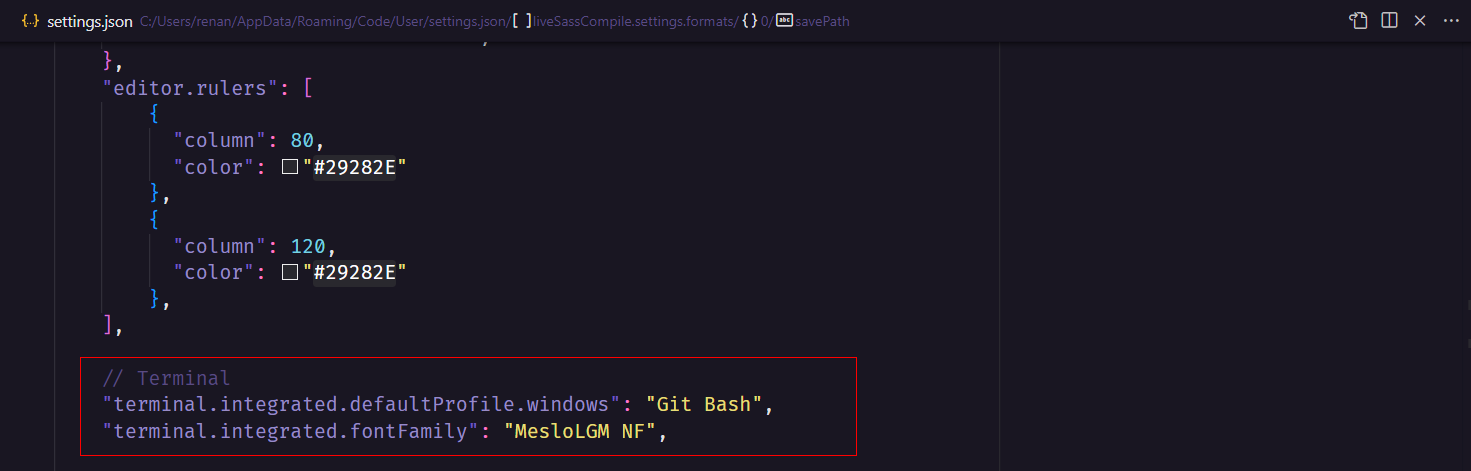 settings.json C:/Users/renan/AppData/Roaming/Code/User/settings.json/[ ]liveSassCompile.settings.formats/{} 0/abc savePath
},
"editor.rulers": [
{
"column": 80,
"color": "#29282E"
},
{
"column": 120,
"color": "#29282E"
},
],
// Terminal
"terminal.integrated.defaultProfile.windows": "Git Bash",
"terminal.integrated.fontFamily": "MesloLGM NF",